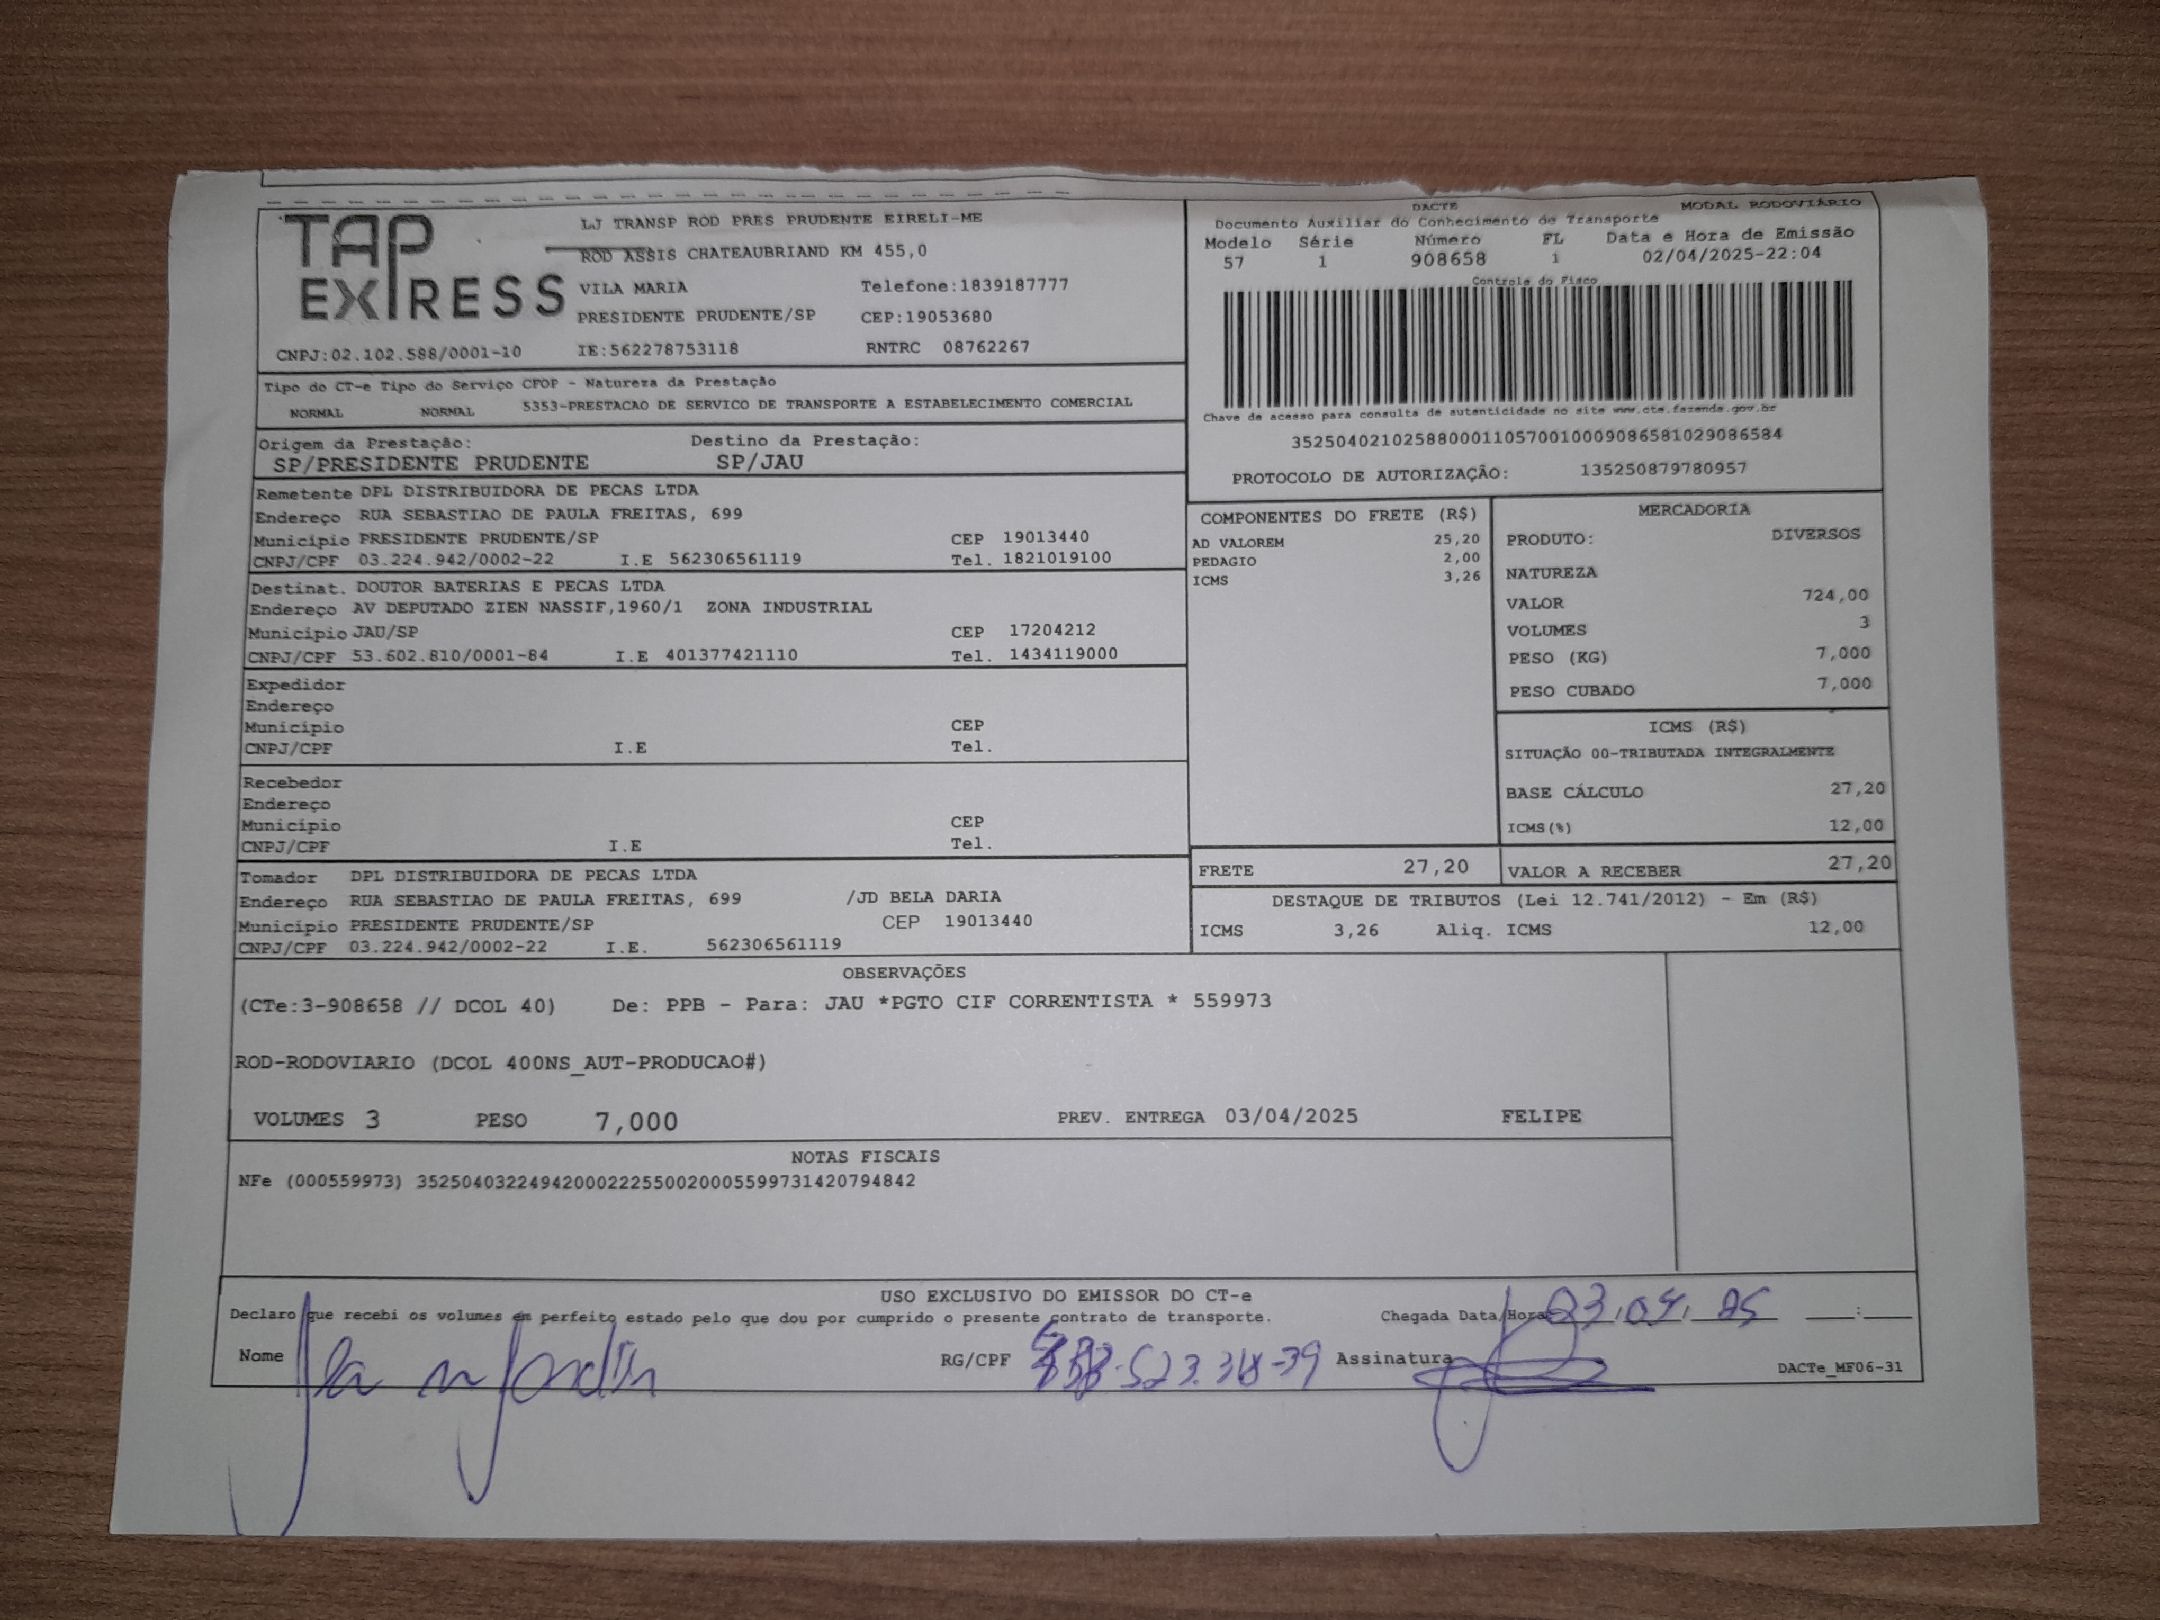 TAP
EXPRESS
LJ TRANSP ROD PRES PRUDENTE EIRELI-ME
ROD ASSIS CHATEAUBRIAND KM 455,0
VILA MARIA Telefone:1839187777
PRESIDENTE PRUDENTE/SP CEP:19053680
CNPJ:02.102.588/0001-10 IE:562278753118 RNTRC 08762267
DACTE MODAL RODOVIÁRIO
Documento Auxiliar do Conhecimento de Transporte
Modelo Série Número FL Data e Hora de Emissão
57 1 908658 1 02/04/2025-22:04
Controle do Fisco
Chave de acesso para consulta de autenticidade no site www.cte.fazenda.gov.br
35250402102588000110570010009086581029086584
PROTOCOLO DE AUTORIZAÇÃO: 135250879780957
Tipo do CT-e Tipo do Serviço CFOP - Natureza da Prestação
NORMAL NORMAL 5353-PRESTACAO DE SERVICO DE TRANSPORTE A ESTABELECIMENTO COMERCIAL
Origem da Prestação: Destino da Prestação:
SP/PRESIDENTE PRUDENTE SP/JAU
Remetente DPL DISTRIBUIDORA DE PECAS LTDA
Endereço RUA SEBASTIAO DE PAULA FREITAS, 699
Município PRESIDENTE PRUDENTE/SP CEP 19013440
CNPJ/CPF 03.224.942/0002-22 I.E 562306561119 Tel. 1821019100
Destinat. DOUTOR BATERIAS E PECAS LTDA
Endereço AV DEPUTADO ZIEN NASSIF,1960/1 ZONA INDUSTRIAL
Município JAU/SP CEP 17204212
CNPJ/CPF 53.602.810/0001-84 I.E 401377421110 Tel. 1434119000
Expedidor
Endereço
Município CEP
CNPJ/CPF I.E Tel.
Recebedor
Endereço
Município CEP
CNPJ/CPF I.E Tel.
Tomador DPL DISTRIBUIDORA DE PECAS LTDA
Endereço RUA SEBASTIAO DE PAULA FREITAS, 699 /JD BELA DARIA
Município PRESIDENTE PRUDENTE/SP CEP 19013440
CNPJ/CPF 03.224.942/0002-22 I.E. 562306561119
COMPONENTES DO FRETE (R$)
AD VALOREM 25,20
PEDAGIO 2,00
ICMS 3,26
MERCADORIA
PRODUTO: DIVERSOS
NATUREZA
VALOR 724,00
VOLUMES 3
PESO (KG) 7,000
PESO CUBADO 7,000
ICMS (R$)
SITUAÇÃO 00-TRIBUTADA INTEGRALMENTE
BASE CÁLCULO 27,20
ICMS(%) 12,00
FRETE 27,20 VALOR A RECEBER 27,20
DESTAQUE DE TRIBUTOS (Lei 12.741/2012) - Em (R$)
ICMS 3,26 Aliq. ICMS 12,00
OBSERVAÇÕES
(CTe:3-908658 // DCOL 40) De: PPB - Para: JAU *PGTO CIF CORRENTISTA * 559973
ROD-RODOVIARIO (DCOL 400NS_AUT-PRODUCAO#)
VOLUMES 3 PESO 7,000 PREV. ENTREGA 03/04/2025 FELIPE
NOTAS FISCAIS
NFe (000559973) 35250403224942000222550020005599731420794842
USO EXCLUSIVO DO EMISSOR DO CT-e
Declaro que recebi os volumes em perfeito estado pelo que dou por cumprido o presente contrato de transporte. Chegada Data/Hora 03.04.25 :
Nome RG/CPF Assinatura DACTe_MF06-31